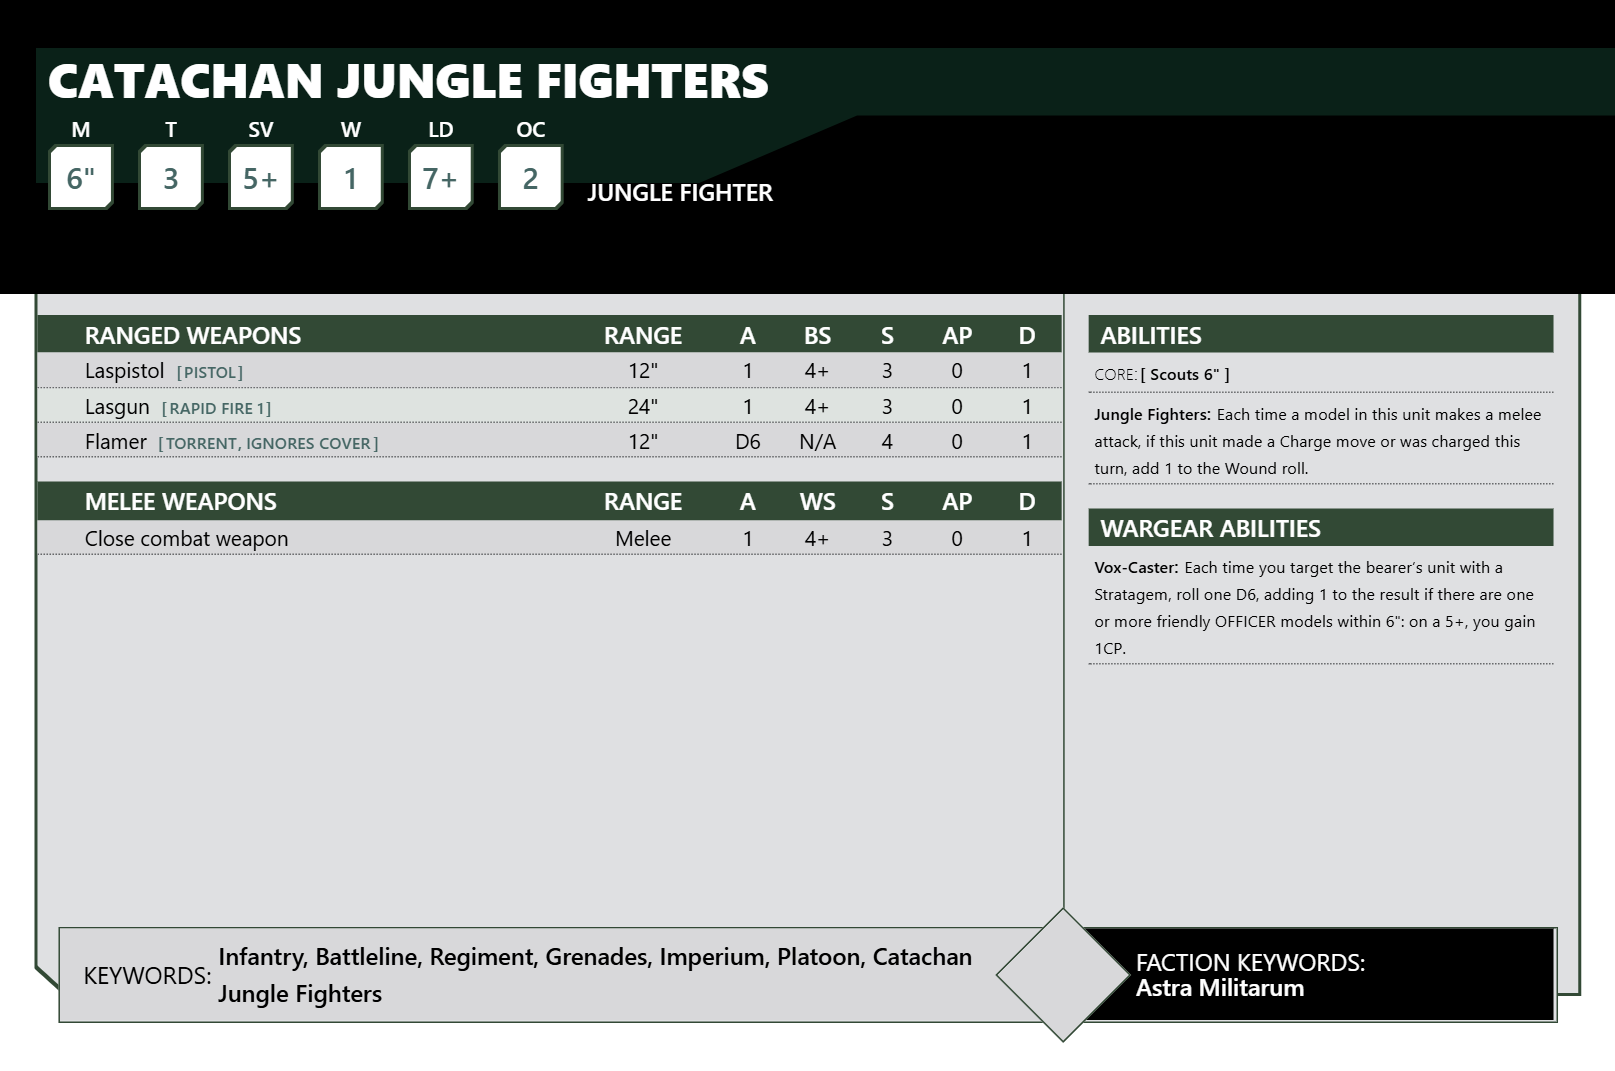 CATACHAN JUNGLE FIGHTERS
M T SV W LD OC
6" 3 5+ 1 7+ 2 JUNGLE FIGHTER
RANGED WEAPONS RANGE A BS S AP D
Laspistol [PISTOL] 12" 1 4+ 3 0 1
Lasgun [RAPID FIRE 1] 24" 1 4+ 3 0 1
Flamer [TORRENT, IGNORES COVER] 12" D6 N/A 4 0 1
MELEE WEAPONS RANGE A WS S AP D
Close combat weapon Melee 1 4+ 3 0 1
ABILITIES
CORE: [ Scouts 6" ]
Jungle Fighters: Each time a model in this unit makes a melee
attack, if this unit made a Charge move or was charged this
turn, add 1 to the Wound roll.
WARGEAR ABILITIES
Vox-Caster: Each time you target the bearer's unit with a
Stratagem, roll one D6, adding 1 to the result if there are one
or more friendly OFFICER models within 6": on a 5+, you gain
1CP.
KEYWORDS: Infantry, Battleline, Regiment, Grenades, Imperium, Platoon, Catachan
Jungle Fighters
FACTION KEYWORDS:
Astra Militarum